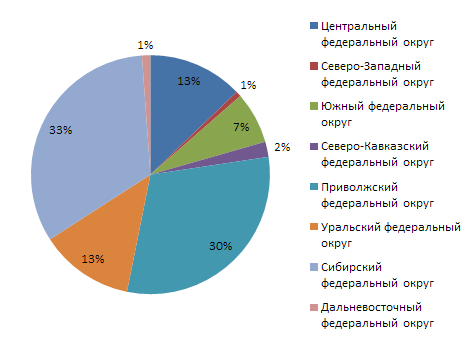 1%
13%
1%
7%
2%
30%
13%
33%
Центральный
федеральный округ
Северо-Западный
федеральный округ
Южный федеральный
округ
Северо-Кавказский
федеральный округ
Приволжский
федеральный округ
Уральский федеральный
округ
Сибирский
федеральный округ
Дальневосточный
федеральный округ